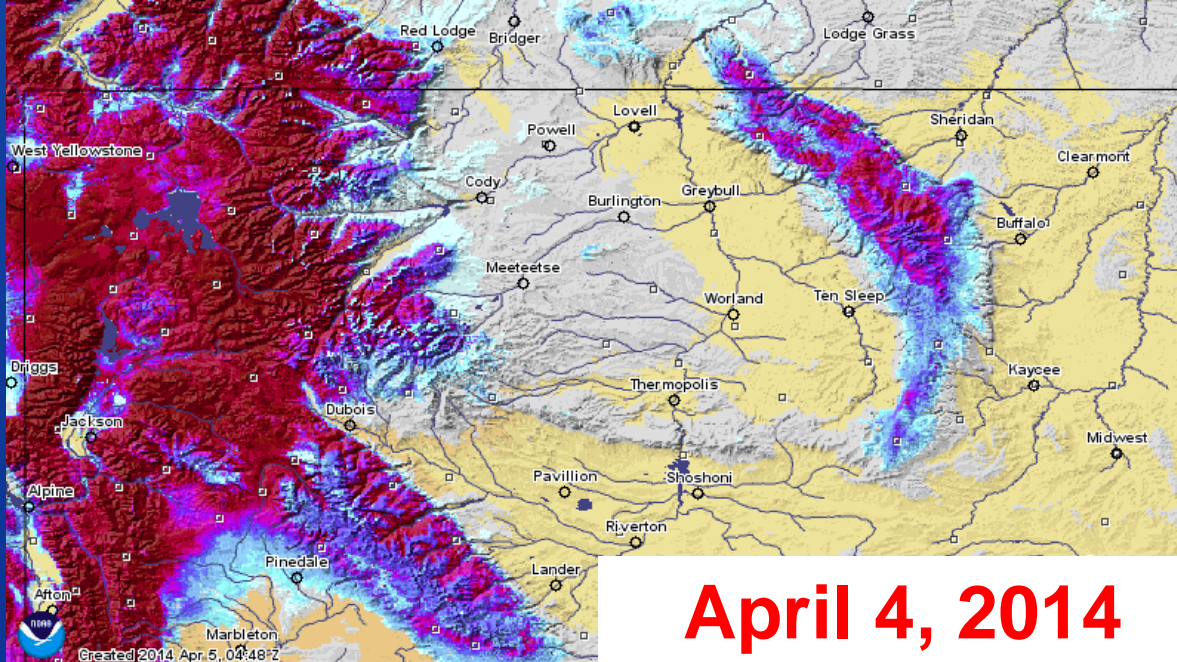 Red Lodge
Bridger
Lodge Grass
Lovell
Powell
Sheridan
West Yellowstone
Clearmont
Cody
Burlington
Greybull
Buffalo
Meeteetse
Worland
Ten Sleep
Driggs
Thermopolis
Kaycee
Dubois
Jackson
Midwest
Pavillion
Shoshoni
Alpine
Riverton
Pinedale
Lander
Afton
NOAA
Marbleton
Created 2014 Apr 5, 04:48 Z
April 4, 2014